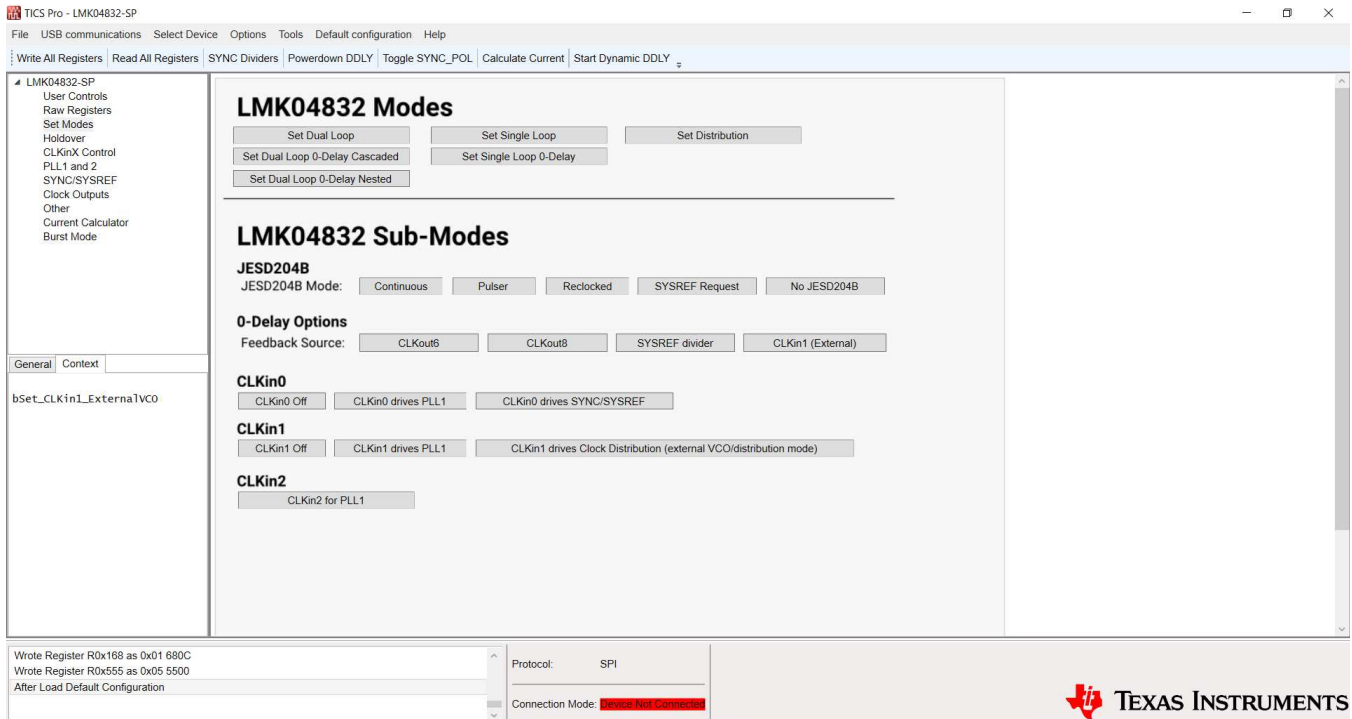 TICS Pro - LMK04832-SP
File USB communications Select Device Options Tools Default configuration Help
Write All Registers Read All Registers SYNC Dividers Powerdown DDLY Toggle SYNC_POL Calculate Current Start Dynamic DDLY
LMK04832-SP
User Controls
Raw Registers
Set Modes
Holdover
CLKinX Control
PLL1 and 2
SYNC/SYSREF
Clock Outputs
Other
Current Calculator
Burst Mode
General Context
bSet_CLKin1_ExternalVCO
LMK04832 Modes
Set Dual Loop Set Single Loop Set Distribution
Set Dual Loop 0-Delay Cascaded Set Single Loop 0-Delay
Set Dual Loop 0-Delay Nested
LMK04832 Sub-Modes
JESD204B
JESD204B Mode: Continuous Pulser Reclocked SYSREF Request No JESD204B
0-Delay Options
Feedback Source: CLKout6 CLKout8 SYSREF divider CLKin1 (External)
CLKin0
CLKin0 Off CLKin0 drives PLL1 CLKin0 drives SYNC/SYSREF
CLKin1
CLKin1 Off CLKin1 drives PLL1 CLKin1 drives Clock Distribution (external VCO/distribution mode)
CLKin2
CLKin2 for PLL1
Wrote Register R0x168 as 0x01 680C
Wrote Register R0x555 as 0x05 5500
After Load Default Configuration
Protocol: SPI
Connection Mode: Device Not Connected
TEXAS INSTRUMENTS